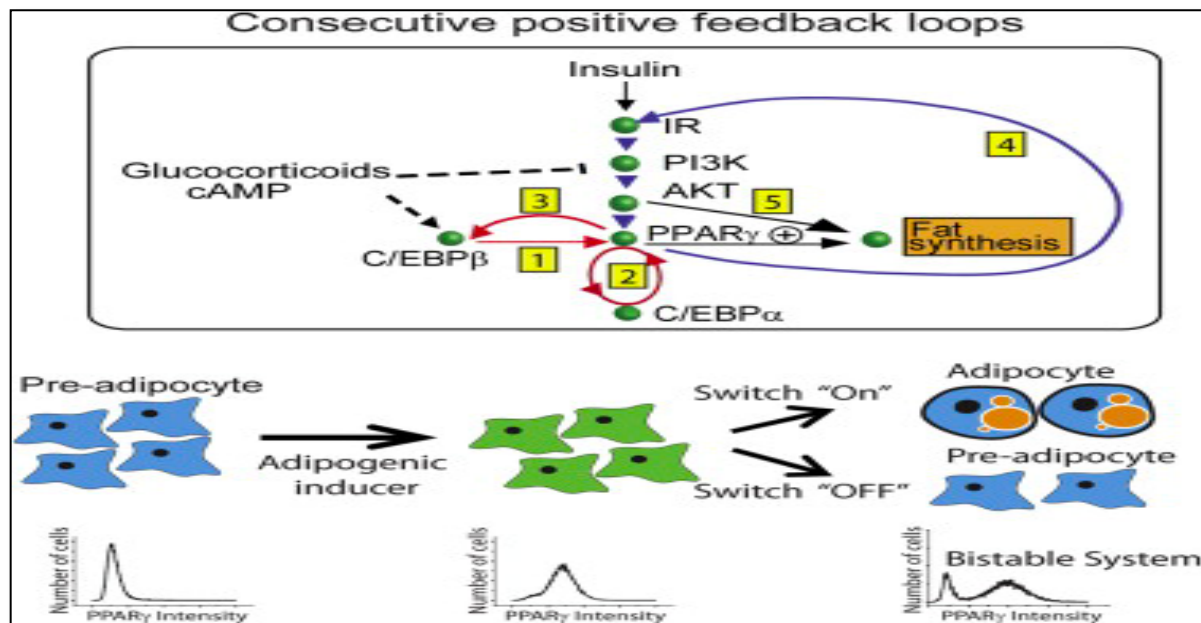 Consecutive positive feedback loops
Insulin
IR
PI3K
AKT
Glucocorticoids
cAMP
PPARγ
+
C/EBPβ
C/EBPα
1
2
3
4
5
Fat
synthesis
Pre-adipocyte
Adipogenic
inducer
Switch "On"
Switch "OFF"
Adipocyte
Pre-adipocyte
Number of cells
PPARγ Intensity
Number of cells
PPARγ Intensity
Bistable System
Number of cells
PPARγ Intensity